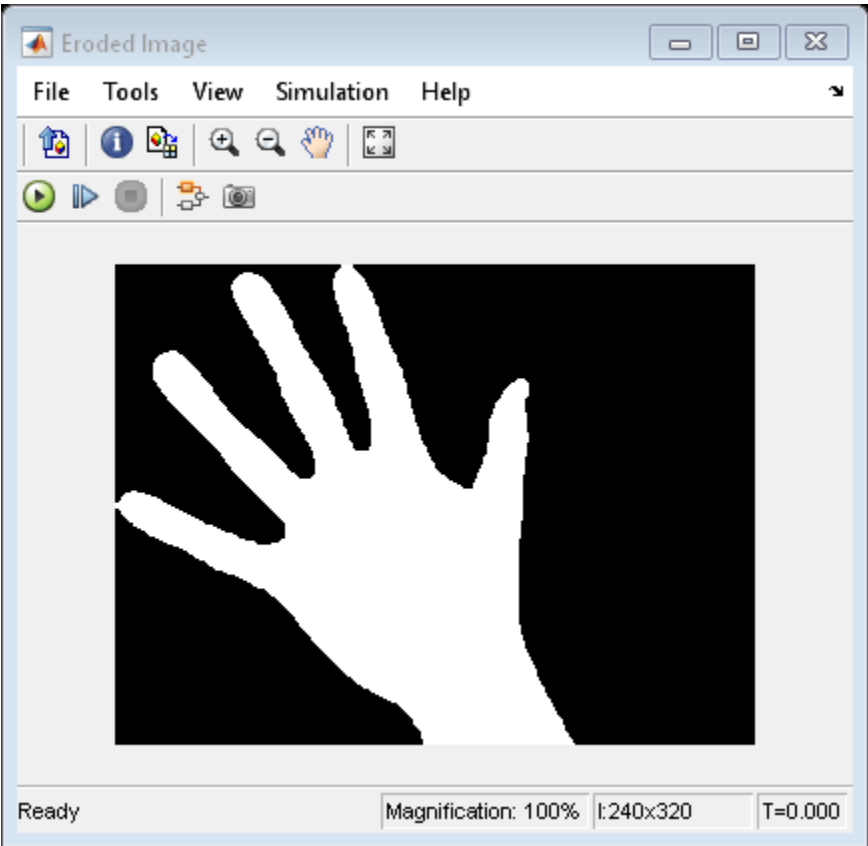 Eroded Image
File Tools View Simulation Help
Ready Magnification: 100% I:240x320 T=0.000